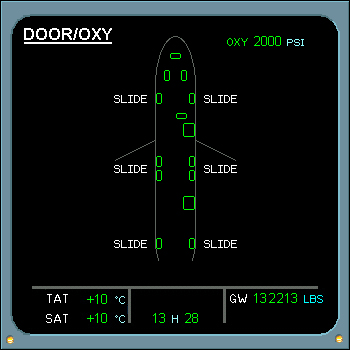 DOOR/OXY
OXY 2000 PSI
SLIDE SLIDE
SLIDE SLIDE
SLIDE SLIDE
TAT +10 °C
GW 132213 LBS
SAT +10 °C
13 H 28